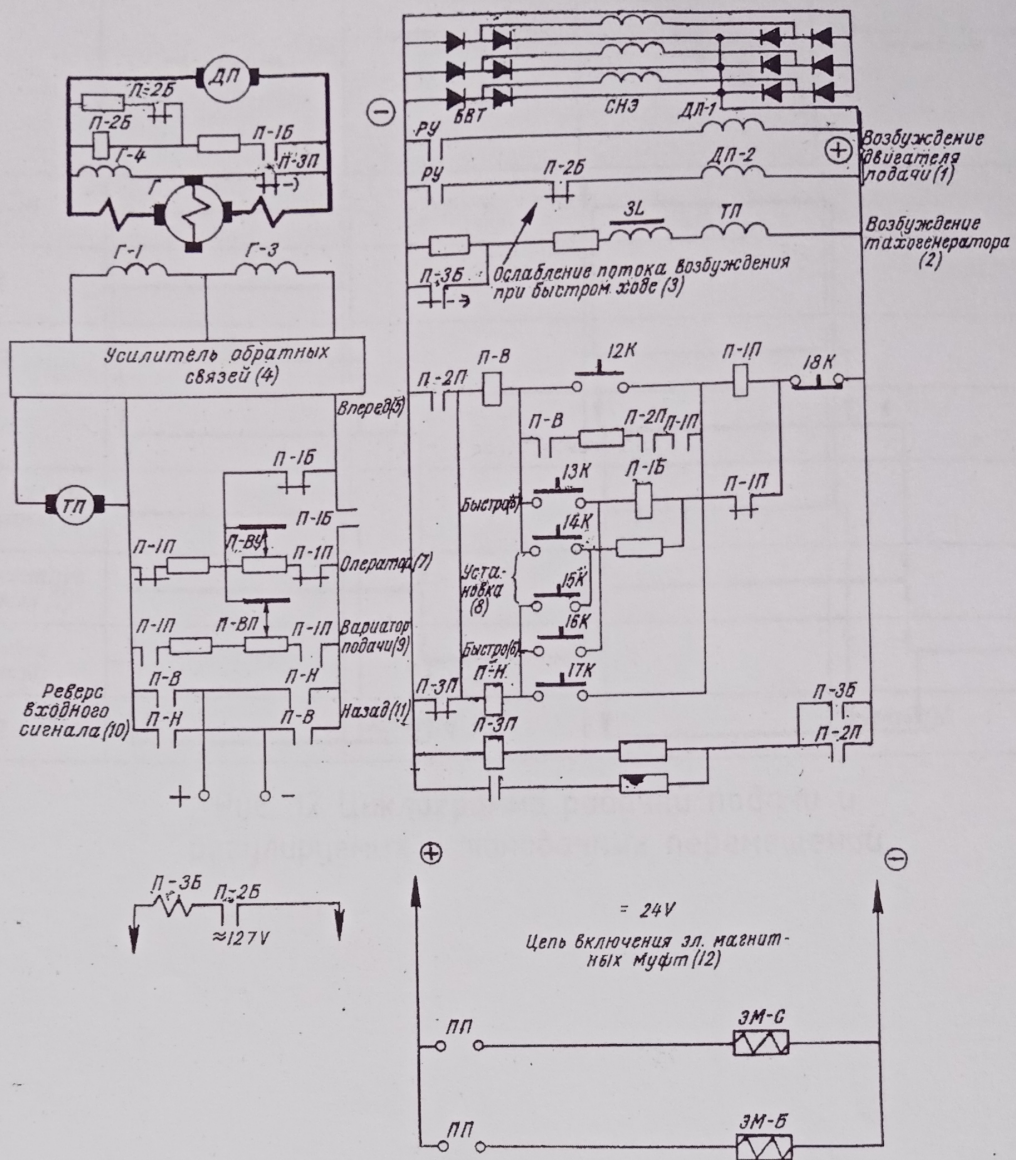 ДП
П-2Б
П-2Б
П-1Б
Г-4
П-3П
Г
Г-1
Г-3
Усилитель обратных
связей (4)
ТП
П-1Б
П-1Б
П-ВУ
П-1П
П-1П
Оператор(7)
П-ВП
П-1П
П-1П
Вариатор
подачи(9)
П-В
П-Н
Реверс
входного
сигнала(10)
П-Н
П-В
Назад(11)
+
-
П-3Б
П-2Б
≈127V
БВТ
СНЭ
ДП-1
РУ
Возбуждение
двигателя
подачи(1)
РУ
П-2Б
ДП-2
3L
ТП
Возбуждение
тахогенератора
(2)
П-3Б
Ослабление потока возбуждения
при быстром ходе(3)
Вперед(5)
П-2П
П-В
12К
П-1П
18К
П-В
П-2П
П-1П
13К
П-1Б
П-1П
Быстро(6)
14К
Уста-
новка
(8)
15К
16К
Быстро(6)
17К
П-3П
П-Н
П-3П
П-3Б
П-2П
+
−
= 24V
Цепь включения эл. магнит-
ных муфт(12)
ПП
ЭМ-С
ПП
ЭМ-Б